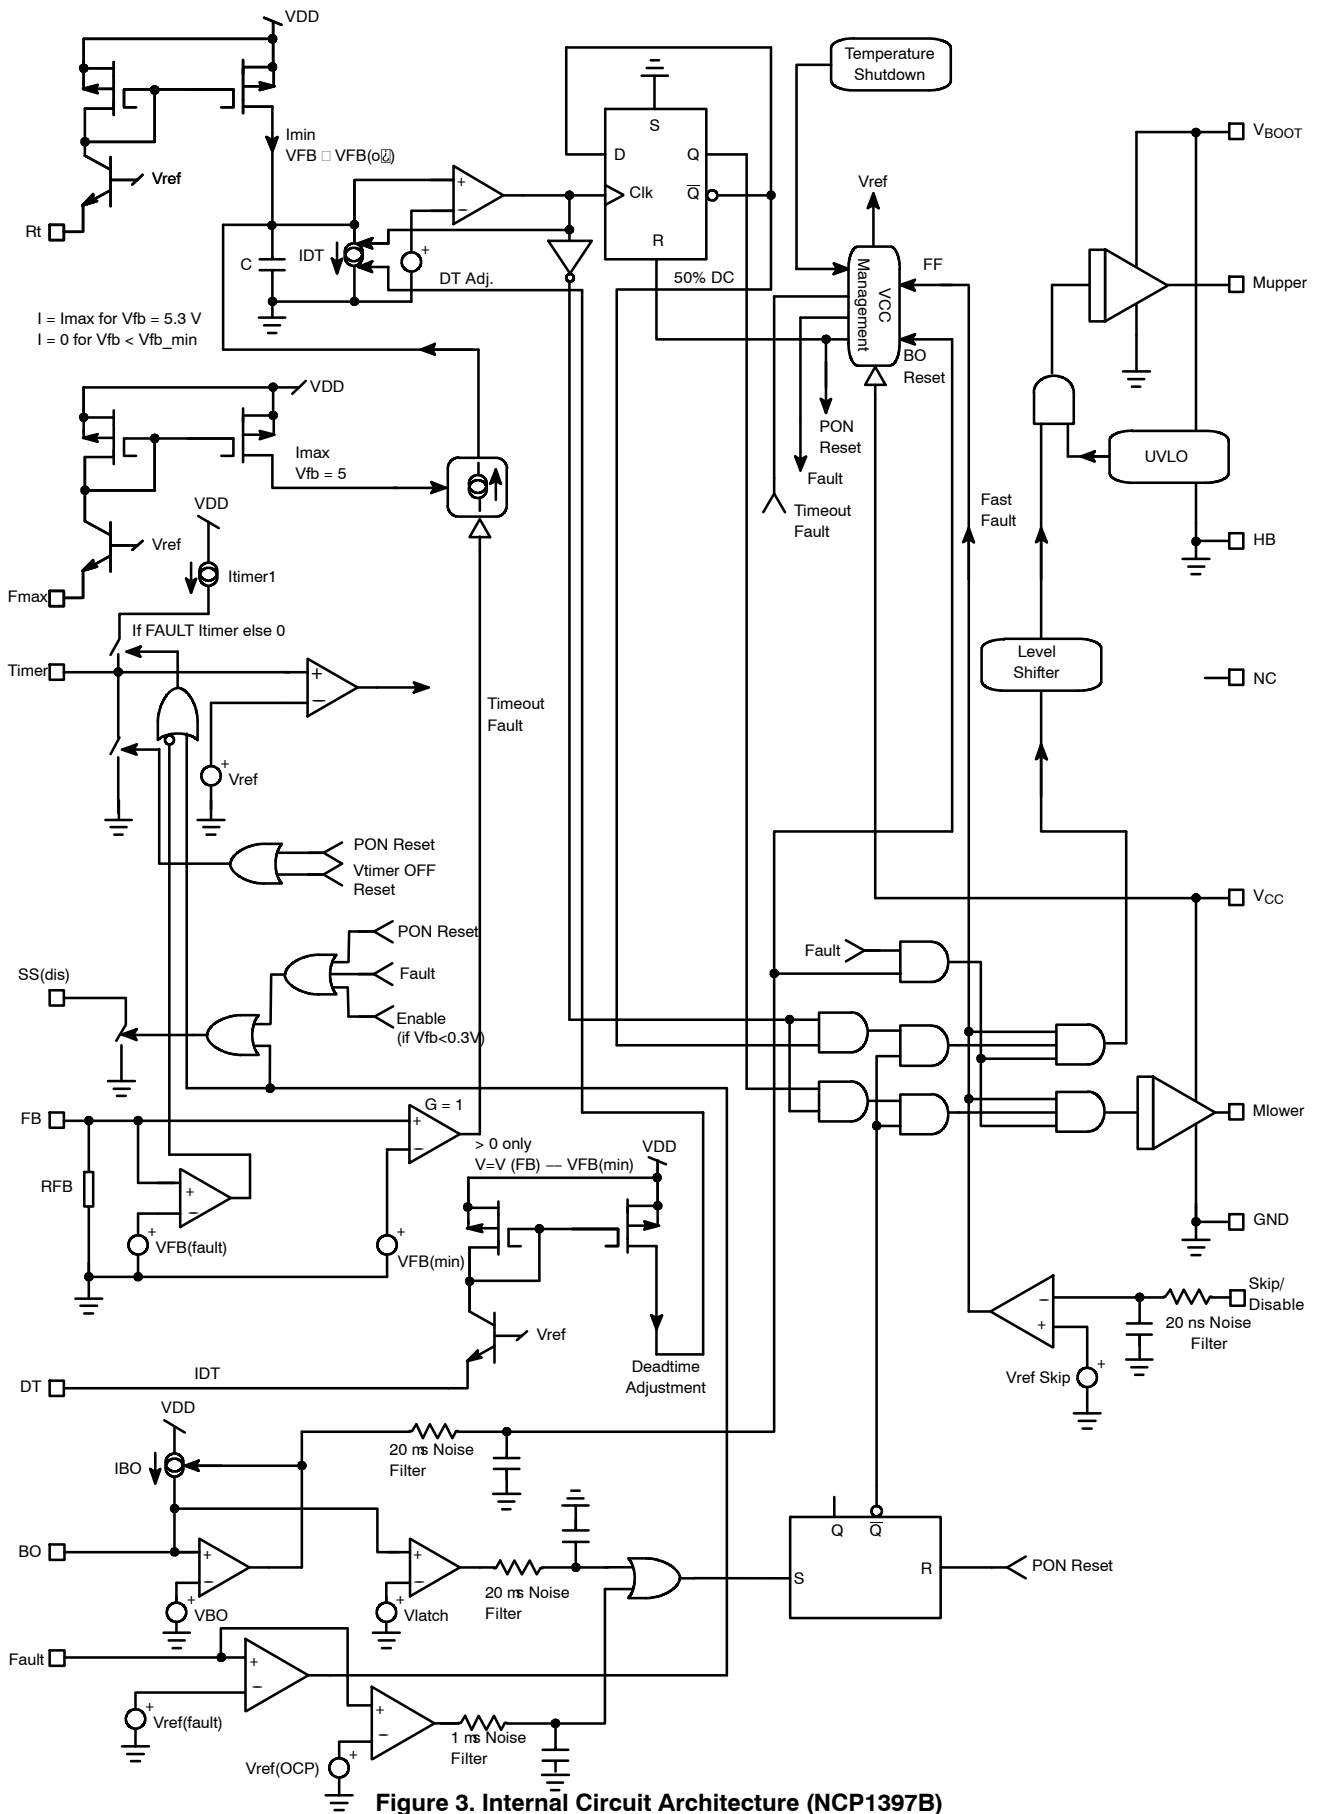 VDD
Temperature
Shutdown
VBOOT
S
D
Q
Imin
VFB VFB(o
Vref
+
−
Clk
Q
Vref
Rt
R
IDT
+
C
DT Adj.
50% DC
FF
VCC
Management
Mupper
I = Imax for Vfb = 5.3 V
I = 0 for Vfb < Vfb_min
BO
Reset
VDD
PON
Reset
UVLO
Imax
Vfb = 5
Fault
VDD
Timeout
Fault
Fast
Fault
Vref
HB
Itimer1
Fmax
If FAULT Itimer else 0
Level
Shifter
Timer
+
−
NC
Timeout
Fault
+
Vref
PON Reset
Vtimer OFF
Reset
VCC
PON Reset
Fault
SS(dis)
Fault
Enable
(if Vfb<0.3V)
G = 1
FB
+
−
Mlower
> 0 only
V=V (FB) −− VFB(min)
VDD
RFB
+
−
+
VFB(fault)
+
VFB(min)
GND
Skip/
Disable
−
+
20 ns Noise
Filter
Vref
IDT
Deadtime
Adjustment
+
Vref Skip
DT
VDD
IBO
20 ms Noise
Filter
Q
Q
BO
+
−
+
−
S
R
PON Reset
20 ms Noise
Filter
VBO
Vlatch
Fault
+
−
+
Vref(fault)
+
−
1 ms Noise
Filter
+
Vref(OCP)
Figure 3. Internal Circuit Architecture (NCP1397B)